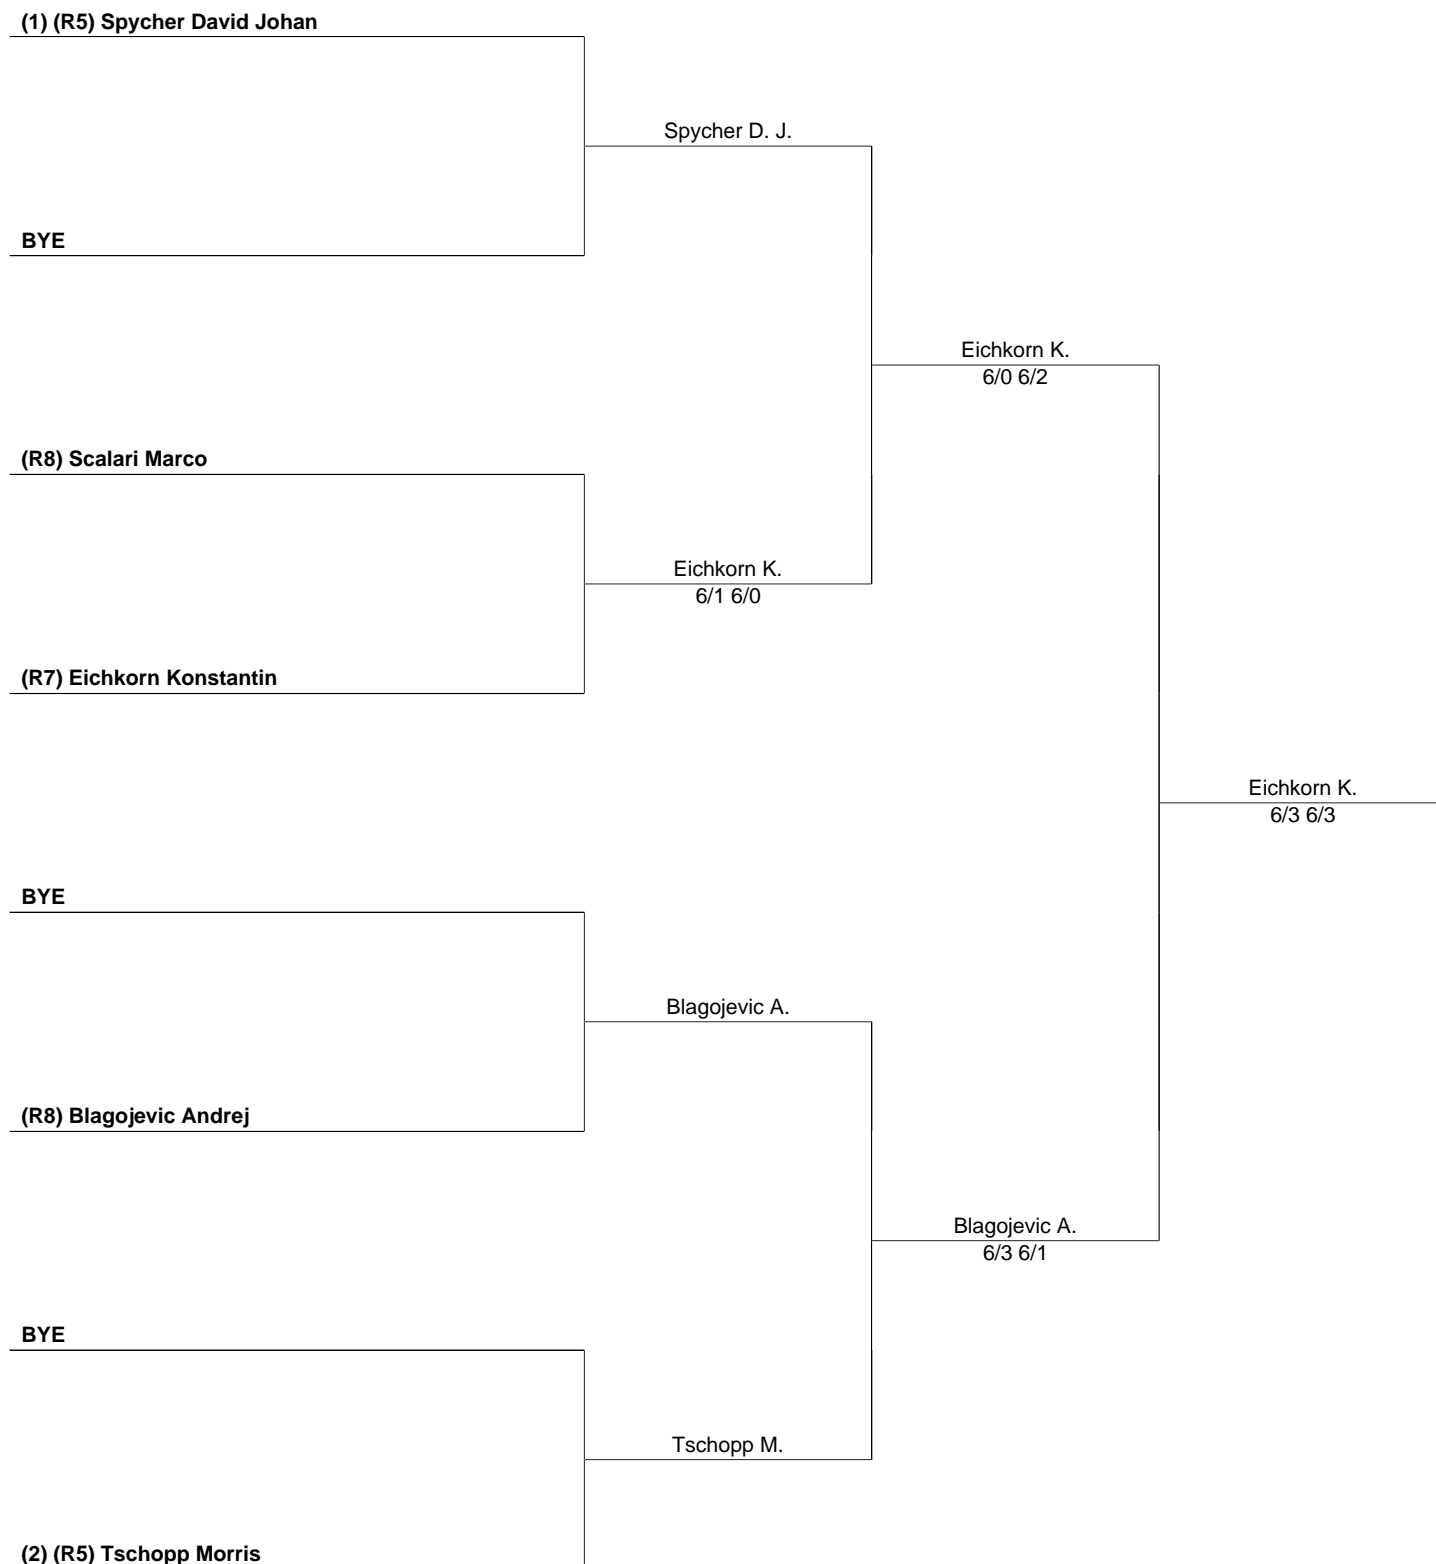 (1) (R5) Spycher David Johan
Spycher D. J.
BYE
Eichkorn K.
6/0 6/2
(R8) Scalari Marco
Eichkorn K.
6/1 6/0
(R7) Eichkorn Konstantin
Eichkorn K.
6/3 6/3
BYE
Blagojevic A.
(R8) Blagojevic Andrej
Blagojevic A.
6/3 6/1
BYE
Tschopp M.
(2) (R5) Tschopp Morris